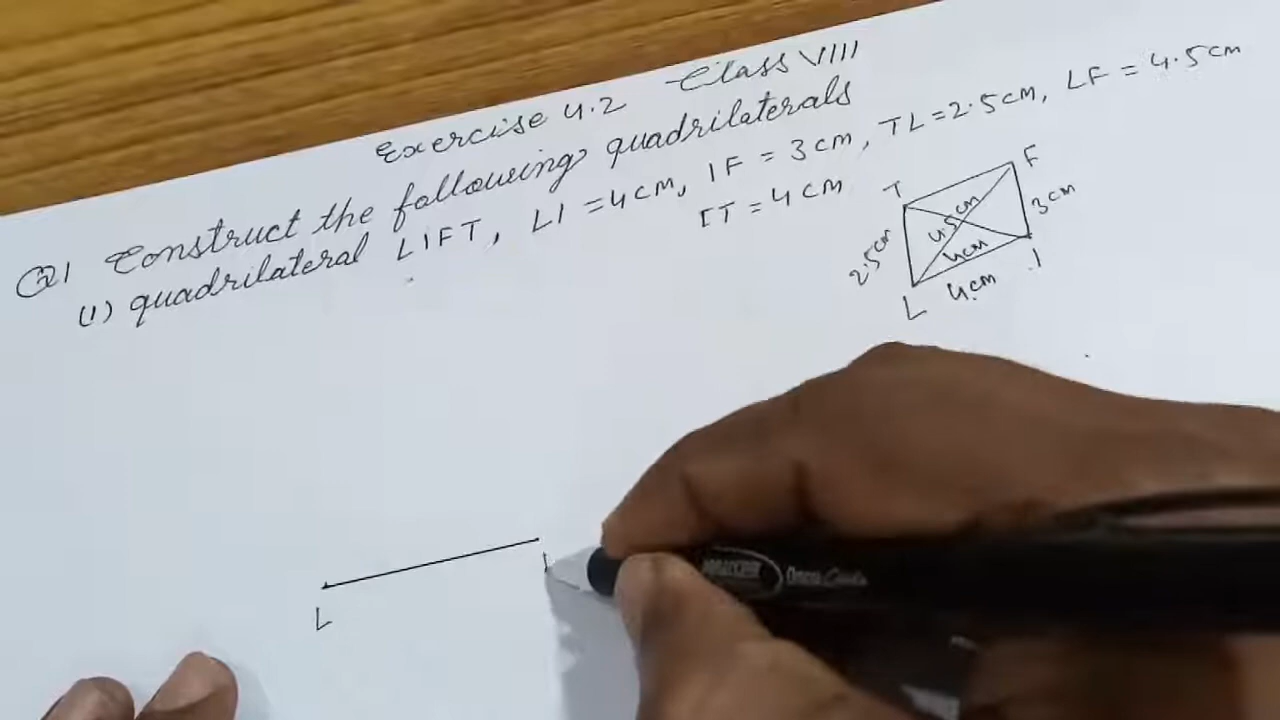 Exercise 4.2 Class VIII
Q1 Construct the following quadrilaterals
(1) quadrilateral LIFT, LI = 4cm, IF = 3cm, TL = 2.5cm, LF = 4.5cm
IT = 4cm
T F
2.5cm 4.5cm 3cm
4cm
L 4cm I
L I